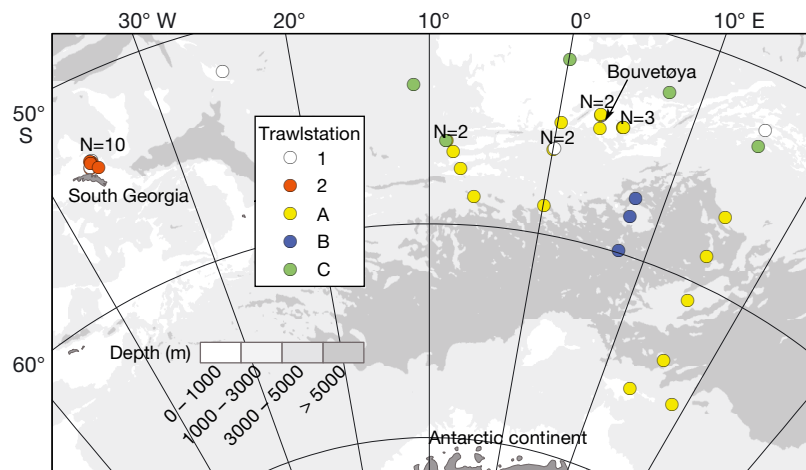 30° W
20°
10°
0°
10° E
50°
S
60°
Bouvetøya
N=2
N=3
N=2
N=2
N=10
South Georgia
Trawlstation
1
2
A
B
C
Depth (m)
0 – 1000
1000 – 3000
3000 – 5000
> 5000
Antarctic continent